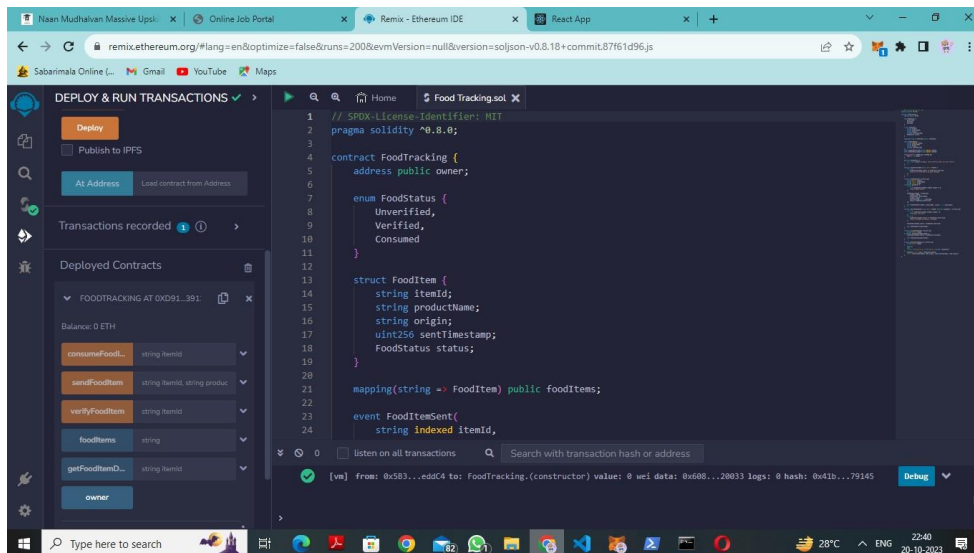 Naan Mudhalvan Massive Upskil
Online Job Portal
Remix - Ethereum IDE
React App
remix.ethereum.org/#lang=en&optimize=false&runs=200&evmVersion=null&version=soljson-v0.8.18+commit.87f61d96.js
Sabarimala Online (...
Gmail
YouTube
Maps
DEPLOY & RUN TRANSACTIONS
Deploy
Publish to IPFS
At Address
Load contract from Address
Transactions recorded 1
Deployed Contracts
FOODTRACKING AT 0XD91...391:
Balance: 0 ETH
consumeFoodI... string itemId
sendFoodItem string itemId, string produc
verifyFoodItem string itemId
foodItems string
getFoodItemD... string itemId
owner
Home
Food Tracking.sol
1 // SPDX-License-Identifier: MIT
2 pragma solidity ^0.8.0;
3
4 contract FoodTracking {
5 address public owner;
6
7 enum FoodStatus {
8 Unverified,
9 Verified,
10 Consumed
11 }
12
13 struct FoodItem {
14 string itemId;
15 string productName;
16 string origin;
17 uint256 sentTimestamp;
18 FoodStatus status;
19 }
20
21 mapping(string => FoodItem) public foodItems;
22
23 event FoodItemSent(
24 string indexed itemId,
0
listen on all transactions
Search with transaction hash or address
[vm] from: 0x5B3...eddC4 to: FoodTracking.(constructor) value: 0 wei data: 0x608...20033 logs: 0 hash: 0x41b...79145
Debug
>
Type here to search
82
28°C
ENG
22:40
20-10-2023